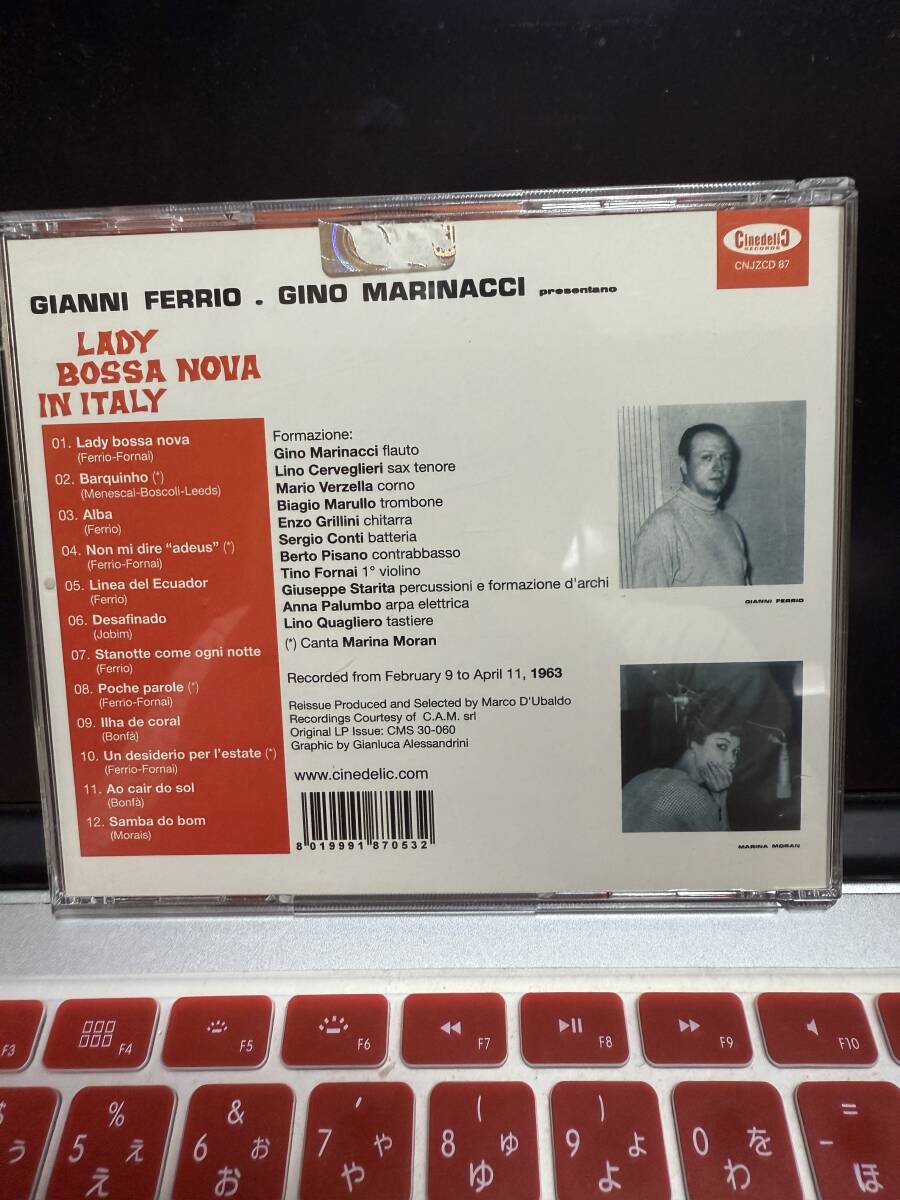 CinedeliC
RECORDS
CNJZCD 87
GIANNI FERRIO . GINO MARINACCI presentano
LADY
BOSSA NOVA
IN ITALY
01. Lady bossa nova
(Ferrio-Fornai)
02. Barquinho (*)
(Menescal-Boscoli-Leeds)
03. Alba
(Ferrio)
04. Non mi dire “adeus” (*)
(Ferrio-Fornai)
05. Linea del Ecuador
(Ferrio)
06. Desafinado
(Jobim)
07. Stanotte come ogni notte
(Ferrio)
08. Poche parole (*)
(Ferrio-Fornai)
09. Ilha de coral
(Bonfà)
10. Un desiderio per l'estate (*)
(Ferrio-Fornai)
11. Ao cair do sol
(Bonfà)
12. Samba do bom
(Morais)
Formazione:
Gino Marinacci flauto
Lino Cerveglieri sax tenore
Mario Verzella corno
Biagio Marullo trombone
Enzo Grillini chitarra
Sergio Conti batteria
Berto Pisano contrabbasso
Tino Fornai 1° violino
Giuseppe Starita percussioni e formazione d'archi
Anna Palumbo arpa elettrica
Lino Quagliero tastiere
(*) Canta Marina Moran
Recorded from February 9 to April 11, 1963
Reissue Produced and Selected by Marco D'Ubaldo
Recordings Courtesy of C.A.M. srl
Original LP Issue: CMS 30-060
Graphic by Gianluca Alessandrini
www.cinedelic.com
8 019991 870532
GIANNI FERRIO
MARINA MORAN
F3 F4 F5 F6 F7 F8 F9 F10
ぅ % & ' ( ) =
う 5 ぇ 6 ぉ 7 ゃ 8 ゅ 9 ょ 0 を -
え お や ゆ よ わ ほ